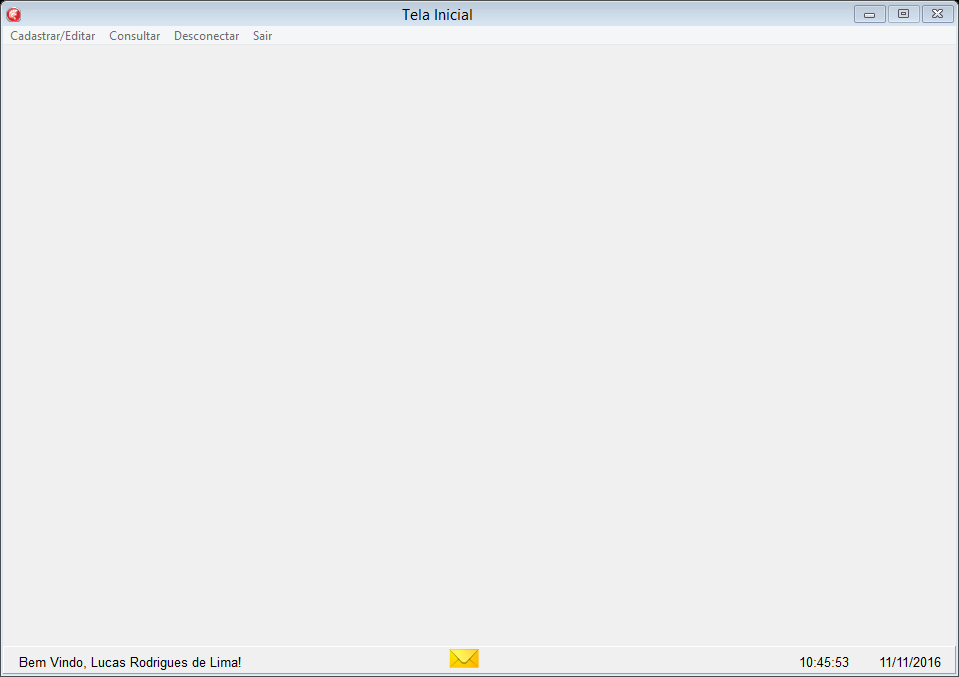 Tela Inicial
Cadastrar/Editar Consultar Desconectar Sair
Bem Vindo, Lucas Rodrigues de Lima! 10:45:53 11/11/2016